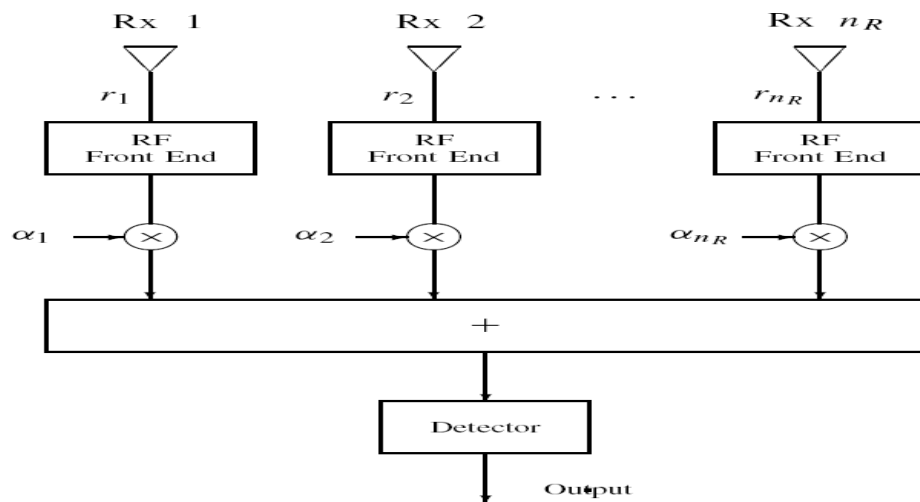 Rx 1 Rx 2 Rx n_R
r_1 r_2 ... r_{n_R}
RF RF RF
Front End Front End Front End
α_1 × α_2 × α_{n_R} ×
+
Detector
Output